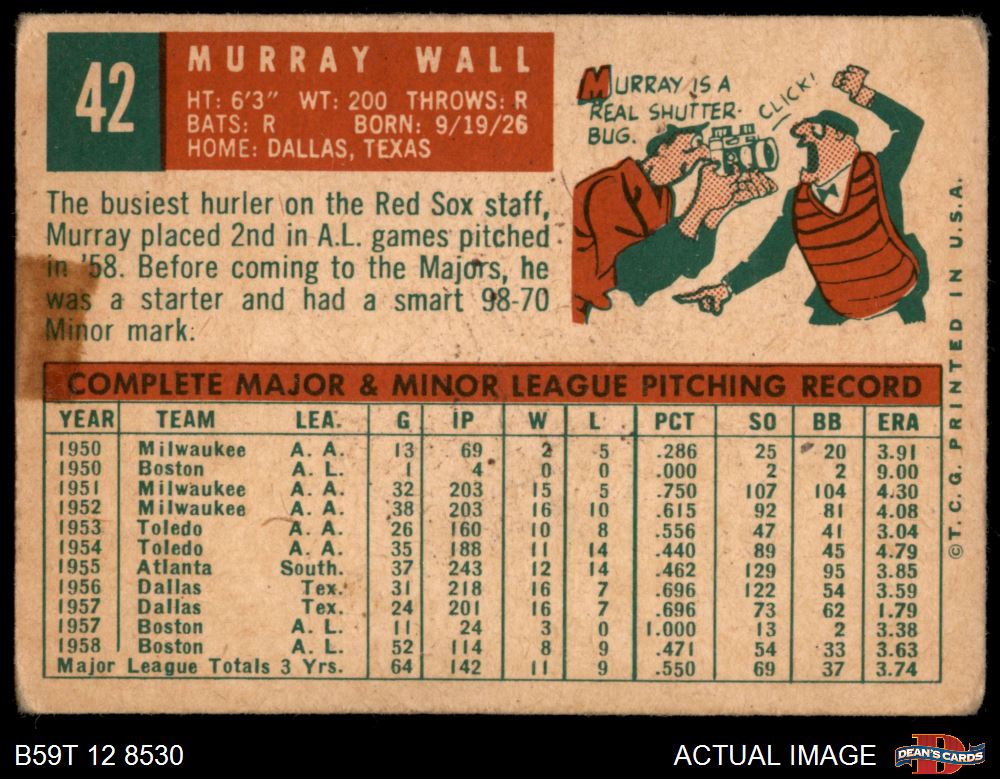 42
MURRAY WALL
HT: 6'3" WT: 200 THROWS: R
BATS: R BORN: 9/19/26
HOME: DALLAS, TEXAS
The busiest hurler on the Red Sox staff,
Murray placed 2nd in A.L. games pitched
in '58. Before coming to the Majors, he
was a starter and had a smart 98-70
Minor mark.
MURRAY IS A
REAL SHUTTER-
BUG.
CLICK!
COMPLETE MAJOR & MINOR LEAGUE PITCHING RECORD
YEAR TEAM LEA. G IP W L PCT SO BB ERA
1950 Milwaukee A. A. 13 69 2 5 .286 25 20 3.91
1950 Boston A. L. 1 4 0 0 .000 2 2 9.00
1951 Milwaukee A. A. 32 203 15 5 .750 107 104 4.30
1952 Milwaukee A. A. 38 203 16 10 .615 92 81 4.08
1953 Toledo A. A. 26 160 10 8 .556 47 41 3.04
1954 Toledo A. A. 35 188 11 14 .440 89 45 4.79
1955 Atlanta South. 37 243 12 14 .462 129 95 3.85
1956 Dallas Tex. 31 218 16 7 .696 122 54 3.59
1957 Dallas Tex. 24 201 16 7 .696 73 62 1.79
1957 Boston A. L. 11 24 3 0 1.000 13 2 3.38
1958 Boston A. L. 52 114 8 9 .471 54 33 3.63
Major League Totals 3 Yrs. 64 142 11 9 .550 69 37 3.74
© T. C. G. PRINTED IN U.S.A.
B59T 12 8530
ACTUAL IMAGE
D
DEAN'S CARDS